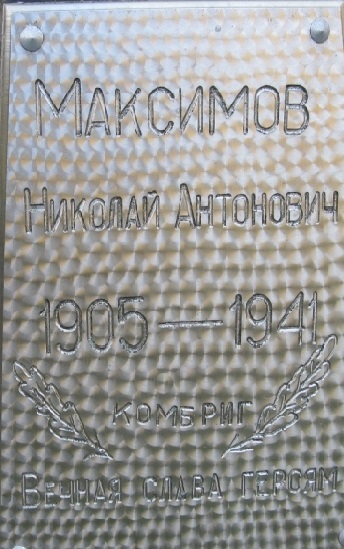 Максимов
Николай Антонович
1905 — 1941
комбриг
Вечная слава героям